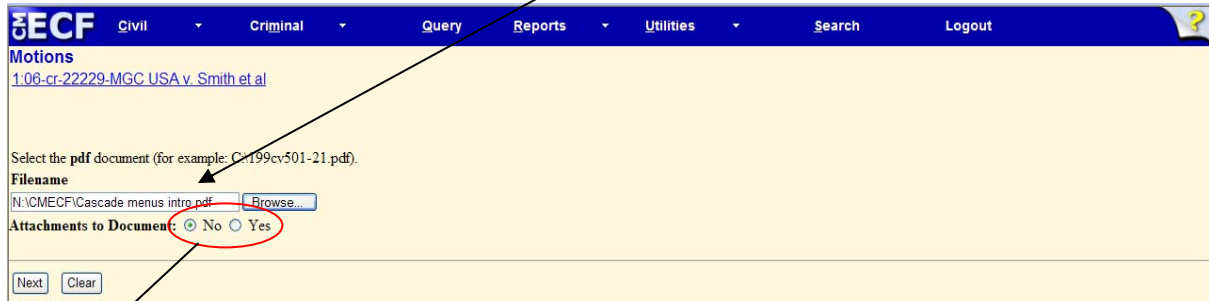 CM ECF Civil Criminal Query Reports Utilities Search Logout ?
Motions
1:06-cr-22229-MGC USA v. Smith et al
Select the pdf document (for example: C:\199cv501-21.pdf).
Filename
N:\CMECF\Cascade menus intro.pdf Browse...
Attachments to Document: No Yes
Next Clear